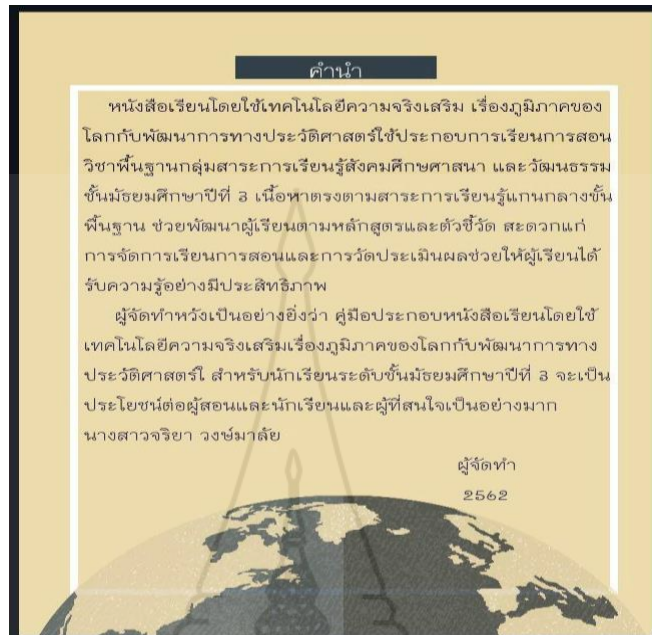 คำนำ
หนังสือเรียนโดยใช้เทคโนโลยีความจริงเสริม เรื่องภูมิภาคของ
โลกกับพัฒนาการทางประวัติศาสตร์ใช้ประกอบการเรียนการสอน
วิชาพื้นฐานกลุ่มสาระการเรียนรู้สังคมศึกษศาสนา และวัฒนธรรม
ชั้นมัธยมศึกษาปีที่ 3 เนื้อหาตรงตามสาระการเรียนรู้แกนกลางขั้น
พื้นฐาน ช่วยพัฒนาผู้เรียนตามหลักสูตรและตัวชี้วัด สะดวกแก่
การจัดการเรียนการสอนและการวัดประเมินผลช่วยให้ผู้เรียนได้
รับความรู้อย่างมีประสิทธิภาพ
ผู้จัดทำหวังเป็นอย่างยิ่งว่า คู่มือประกอบหนังสือเรียนโดยใช้
เทคโนโลยีความจริงเสริมเรื่องภูมิภาคของโลกกับพัฒนาการทาง
ประวัติศาสตร์ใ สำหรับนักเรียนระดับชั้นมัธยมศึกษาปีที่ 3 จะเป็น
ประโยชน์ต่อผู้สอนและนักเรียนและผู้ที่สนใจเป็นอย่างมาก
นางสาวจริยา วงษ์มาลัย
ผู้จัดทำ
2562